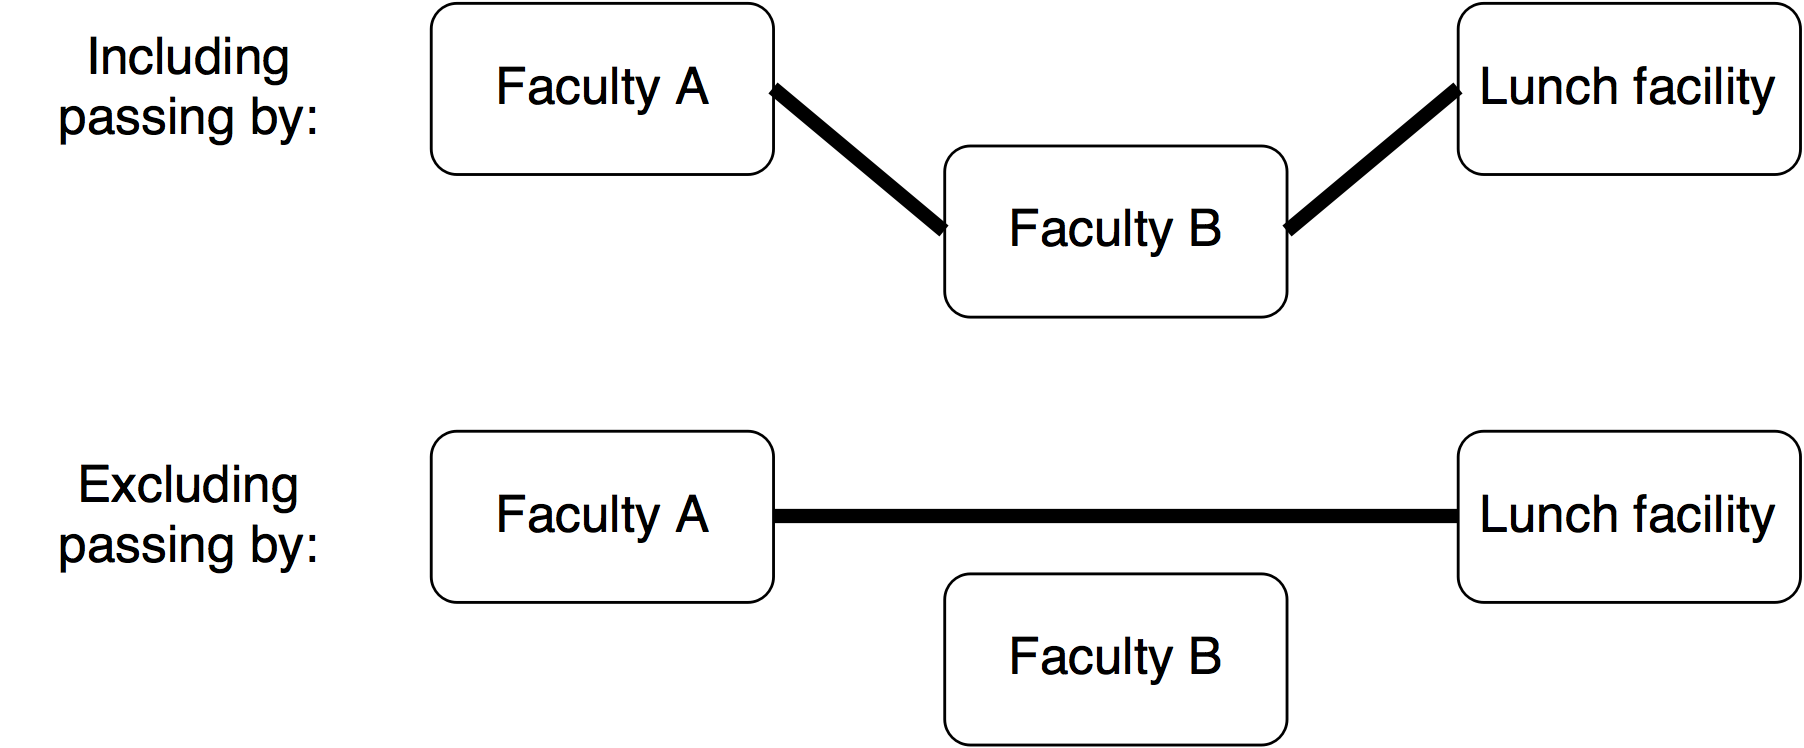 Including
passing by:
Faculty A
Lunch facility
Faculty B
Excluding
passing by:
Faculty A
Lunch facility
Faculty B